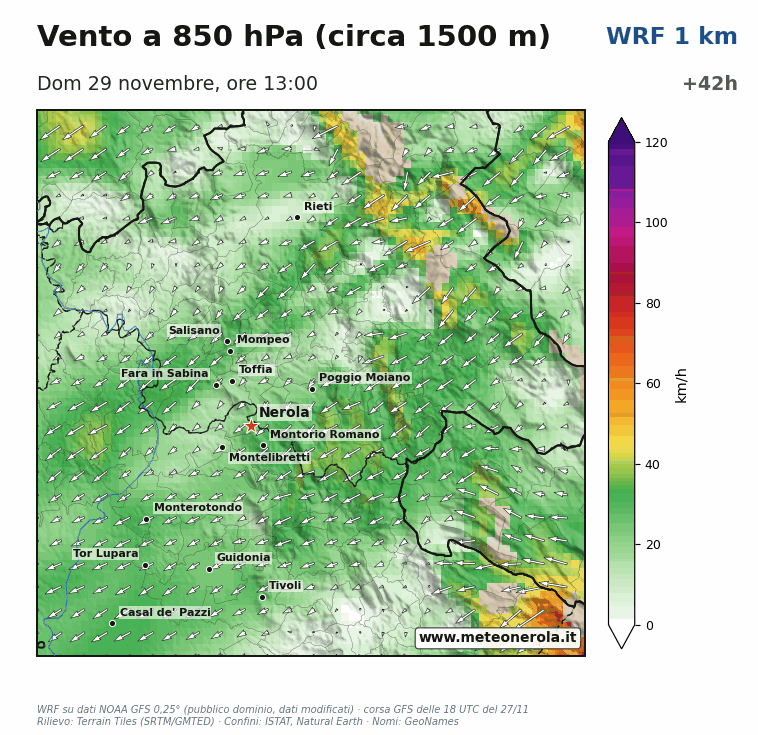 Vento a 850 hPa (circa 1500 m)
WRF 1 km
Dom 29 novembre, ore 13:00
+42h
Rieti
Salisano
Mompeo
Fara in Sabina
Toffia
Poggio Moiano
Nerola
Montorio Romano
Montelibretti
Monterotondo
Tor Lupara
Guidonia
Tivoli
Casal de' Pazzi
www.meteonerola.it
120
100
80
60
40
20
0
km/h
WRF su dati NOAA GFS 0,25° (pubblico dominio, dati modificati) · corsa GFS delle 18 UTC del 27/11
Rilievo: Terrain Tiles (SRTM/GMTED) · Confini: ISTAT, Natural Earth · Nomi: GeoNames